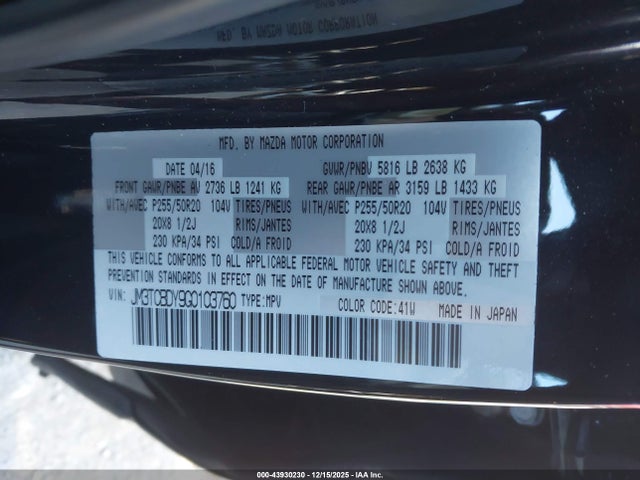 MFD. BY MAZDA MOTOR CORPORATION
DATE 04/16 GVWR/PNBV 5816 LB 2638 KG
FRONT GAWR/PNBE AV 2736 LB 1241 KG REAR GAWR/PNBE AR 3159 LB 1433 KG
WITH/AVEC P255/50R20 104V TIRES/PNEUS WITH/AVEC P255/50R20 104V TIRES/PNEUS
20X8 1/2J RIMS/JANTES 20X8 1/2J RIMS/JANTES
230 KPA/34 PSI COLD/A FROID 230 KPA/34 PSI COLD/A FROID
THIS VEHICLE CONFORMS TO ALL APPLICABLE FEDERAL MOTOR VEHICLE SAFETY AND THEFT
PREVENTION STANDARDS IN EFFECT ON THE DATE OF MANUFACTURE SHOWN ABOVE.
VIN: JM3TCBDY9G0103760 TYPE:MPV COLOR CODE:41W MADE IN JAPAN
000-43930230 - 12/15/2025 - IAA, Inc.